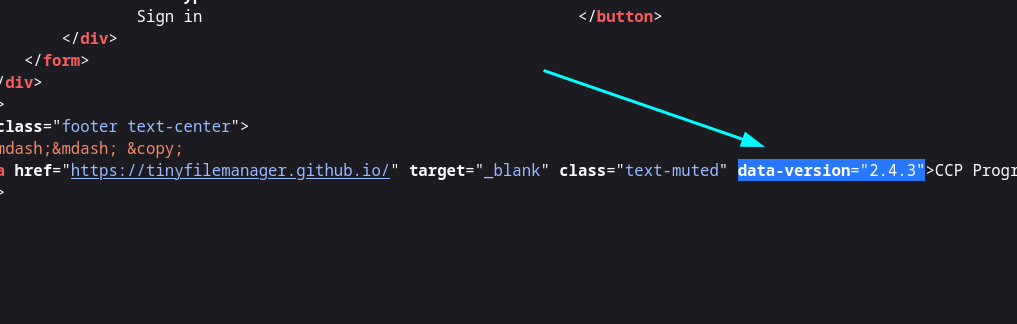 Sign in </button>
</div>
</form>
/div>
>
class="footer text-center">
mdash;&mdash; &copy;
href="https://tinyfilemanager.github.io/" target="_blank" class="text-muted" data-version="2.4.3">CCP
>